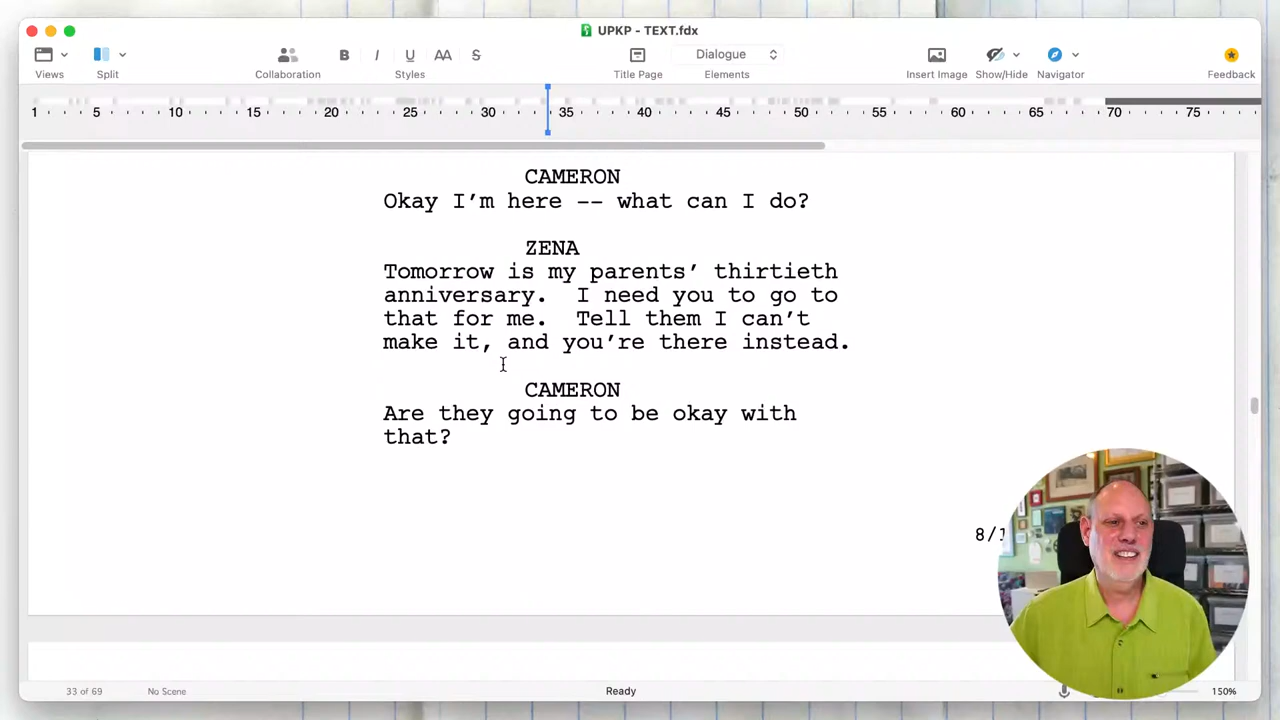 UPKP - TEXT.fdx
Views
Split
Collaboration
B I U AA S
Styles
Title Page
Dialogue
Elements
Insert Image
Show/Hide
Navigator
Feedback
1 5 10 15 20 25 30 35 40 45 50 55 60 65 70 75
CAMERON
Okay I’m here -- what can I do?
ZENA
Tomorrow is my parents’ thirtieth
anniversary. I need you to go to
that for me. Tell them I can’t
make it, and you’re there instead.
CAMERON
Are they going to be okay with
that?
8/1
33 of 69
No Scene
Ready
150%